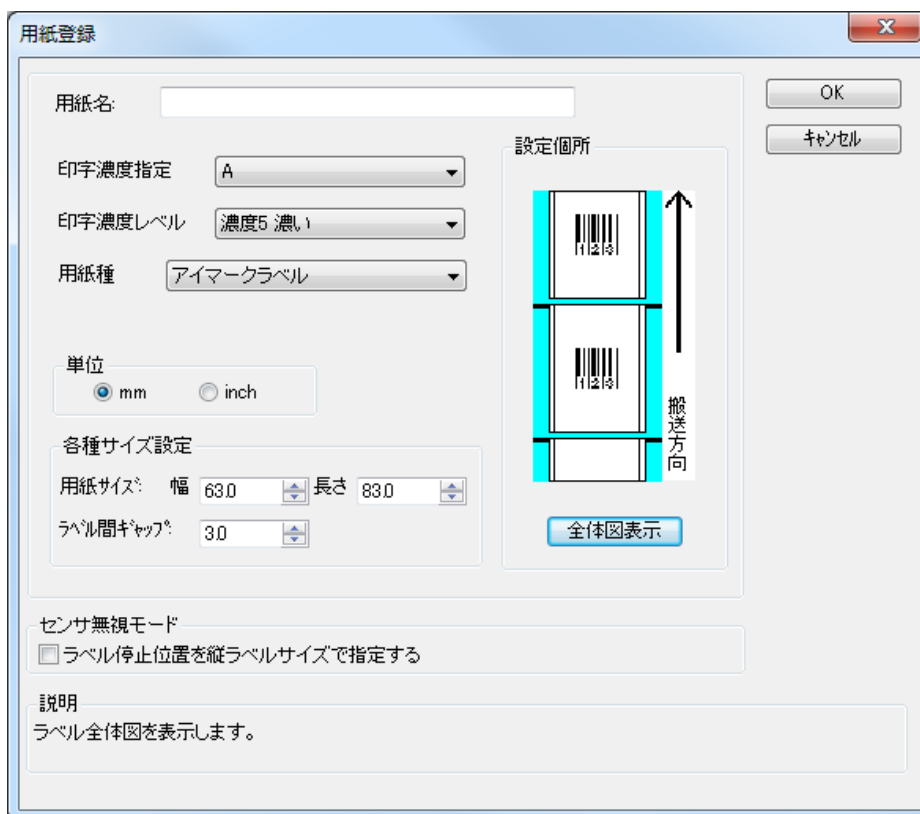 用紙登録
用紙名:
OK
キャンセル
印字濃度指定 A
印字濃度レベル 濃度5 濃い
用紙種 アイマークラベル
単位
mm inch
各種サイズ設定
用紙サイズ: 幅 63.0 長さ 83.0
ラベル間ギャップ: 3.0
設定個所
123
123
搬送方向
全体図表示
センサ無視モード
ラベル停止位置を縦ラベルサイズで指定する
説明
ラベル全体図を表示します。